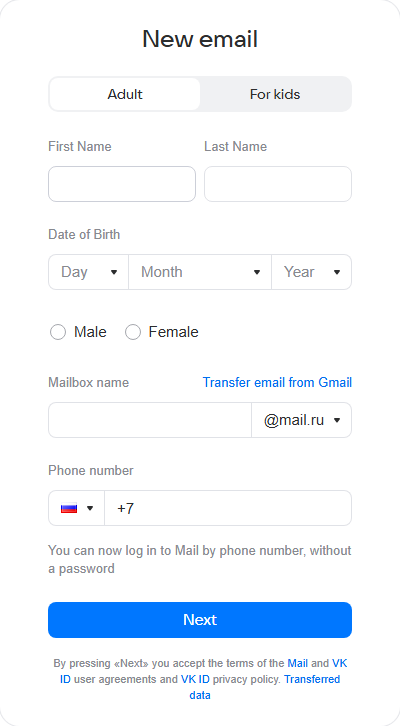 New email
Adult For kids
First Name Last Name
Date of Birth
Day Month Year
Male Female
Mailbox name Transfer email from Gmail
@mail.ru
Phone number
+7
You can now log in to Mail by phone number, without
a password
Next
By pressing «Next» you accept the terms of the Mail and VK
ID user agreements and VK ID privacy policy. Transferred
data